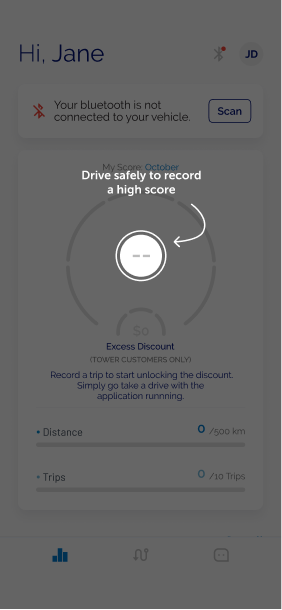 Hi, Jane
JD
Your bluetooth is not
connected to your vehicle.
Scan
My Score: October
Drive safely to record
a high score
--
$0
Excess Discount
(TOWER CUSTOMERS ONLY)
Record a trip to start unlocking the discount.
Simply go take a drive with the
application runnning.
• Distance 0 /500 km
• Trips 0 /10 Trips